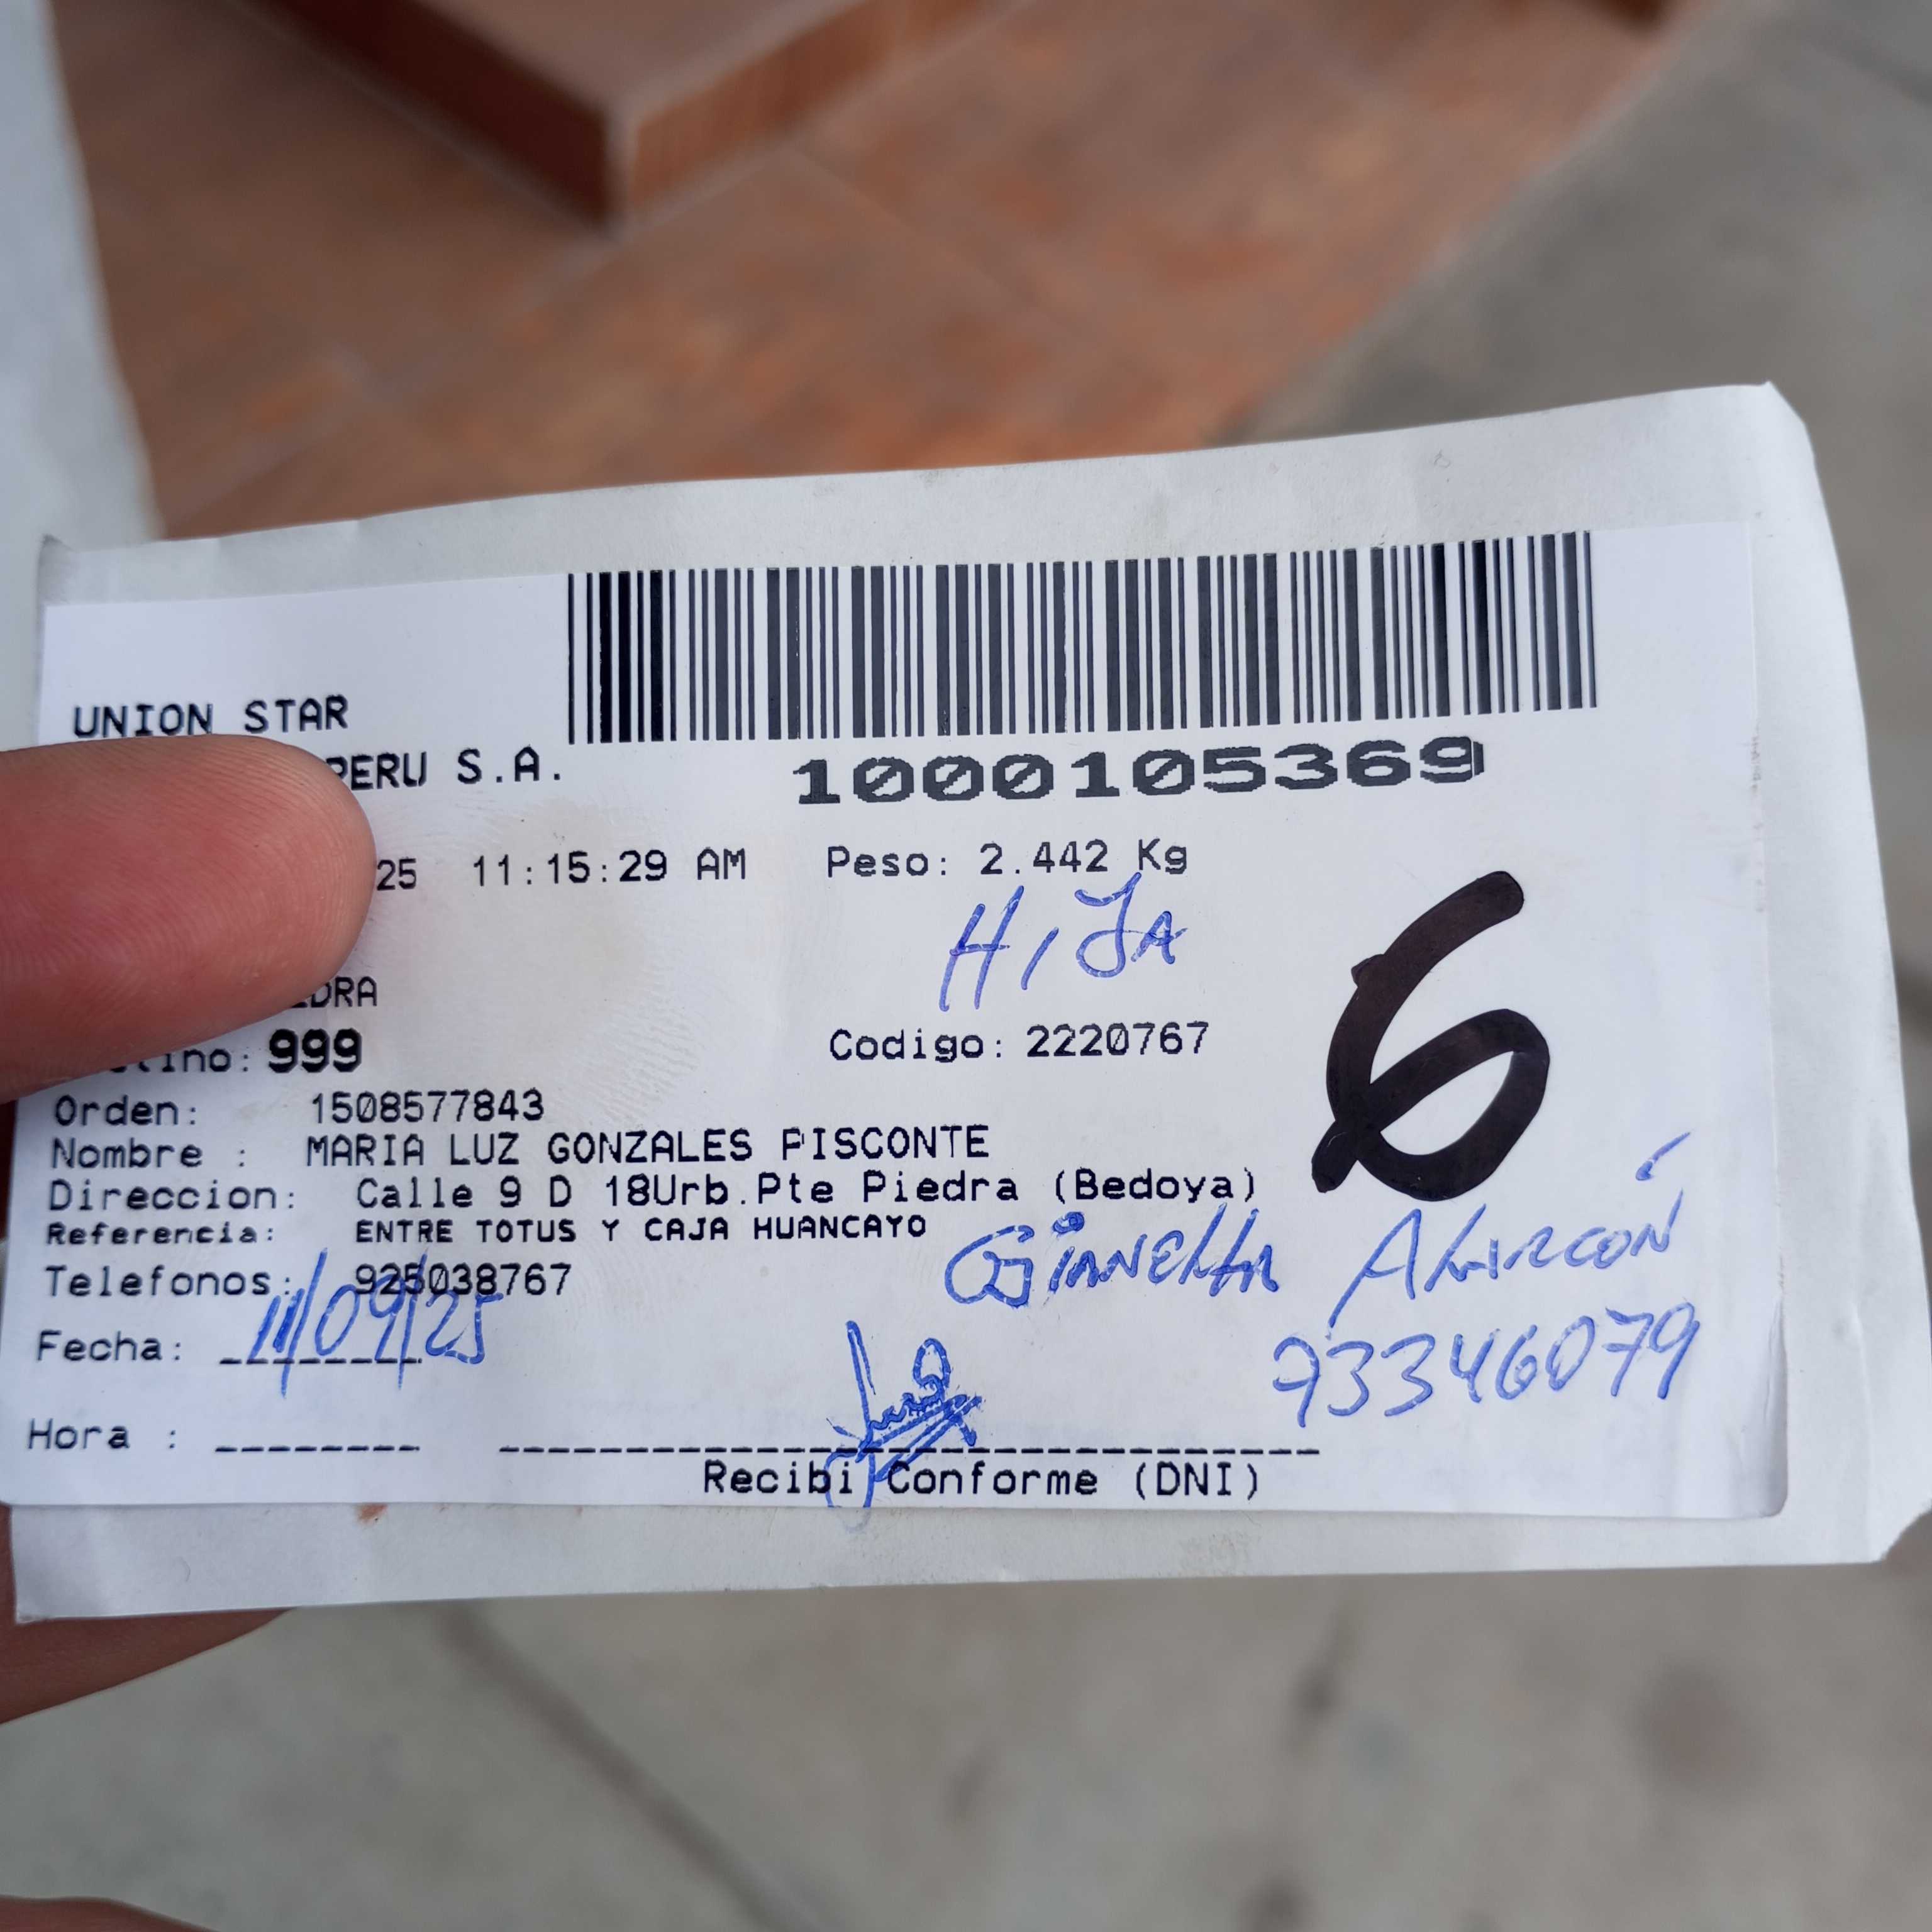 UNION STAR
PERU S.A.
1000105369
25 11:15:29 AM Peso: 2.442 Kg
HIJA
6
999 Codigo: 2220767
Orden: 1508577843
Nombre : MARIA LUZ GONZALES PISCONTE
Direccion: Calle 9 D 18Urb.Pte Piedra (Bedoya)
Referencia: ENTRE TOTUS Y CAJA HUANCAYO
Telefonos: 925038767
Gianella Alarcón
Fecha: 11/09/25
73346079
Hora :
Recibi Conforme (DNI)